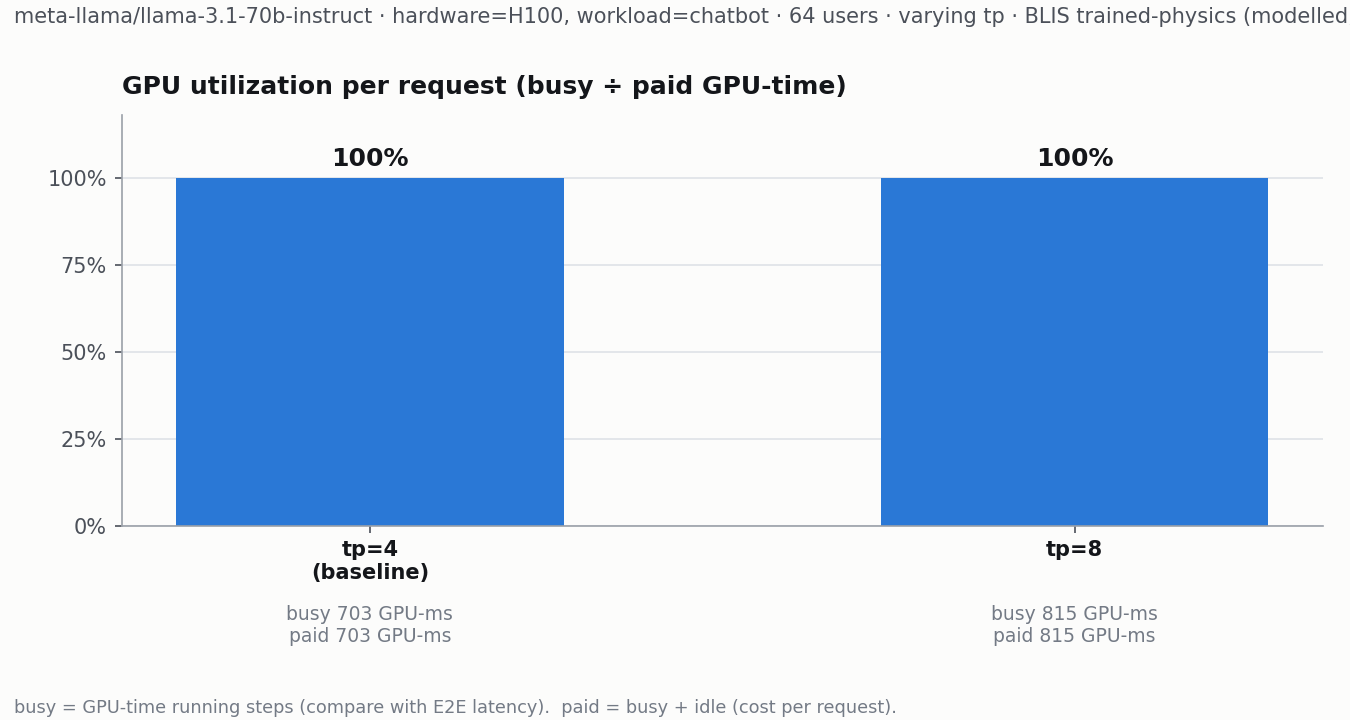 meta-llama/llama-3.1-70b-instruct · hardware=H100, workload=chatbot · 64 users · varying tp · BLIS trained-physics (modelled
GPU utilization per request (busy ÷ paid GPU-time)
100%
100%
100%
75%
50%
25%
0%
tp=4
(baseline)
tp=8
busy 703 GPU-ms
paid 703 GPU-ms
busy 815 GPU-ms
paid 815 GPU-ms
busy = GPU-time running steps (compare with E2E latency).  paid = busy + idle (cost per request).